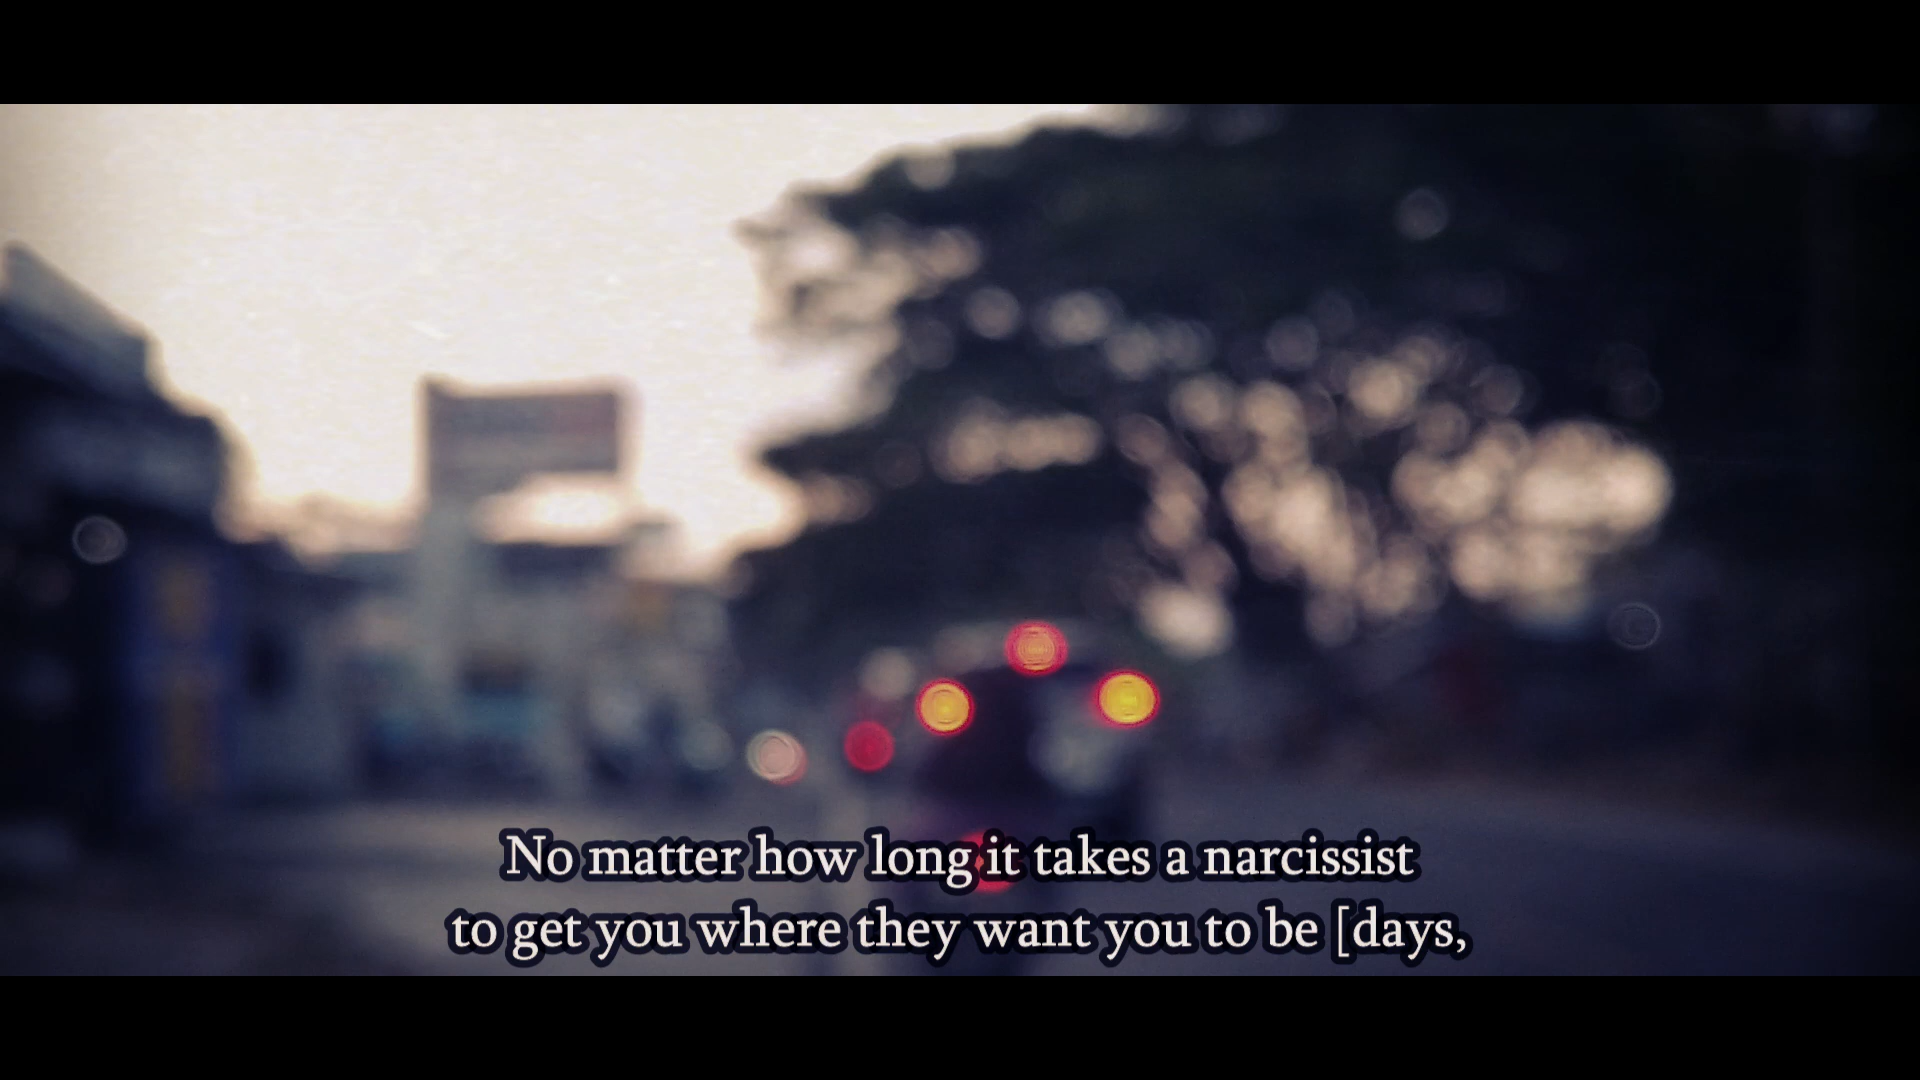 No matter how long it takes a narcissist
to get you where they want you to be [days,